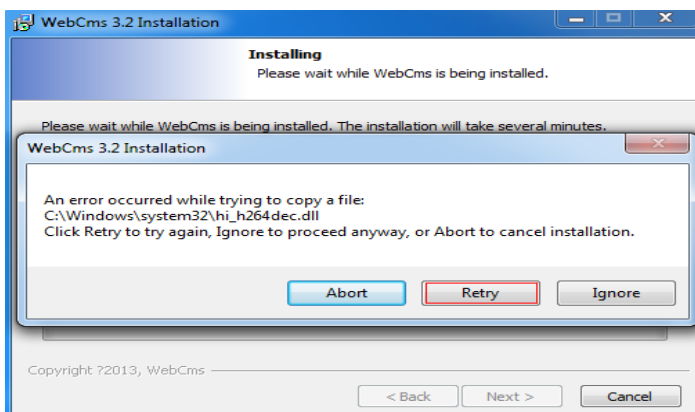 WebCms 3.2 Installation
Installing
Please wait while WebCms is being installed.
Please wait while WebCms is being installed. The installation will take several minutes.
WebCms 3.2 Installation
An error occurred while trying to copy a file:
C:\Windows\system32\hi_h264dec.dll
Click Retry to try again, Ignore to proceed anyway, or Abort to cancel installation.
Abort Retry Ignore
Copyright ?2013, WebCms
< Back Next > Cancel